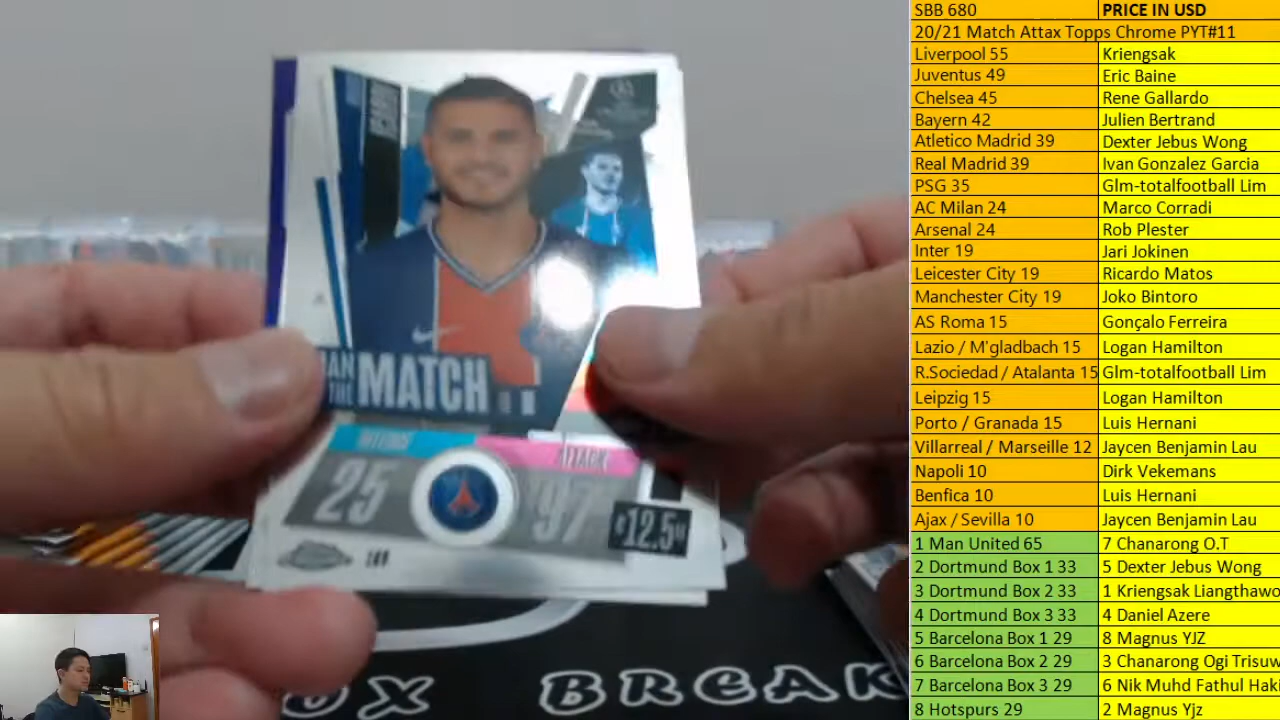 SBB 680 PRICE IN USD
20/21 Match Attax Topps Chrome PYT#11
Liverpool 55 Kriengsak
Juventus 49 Eric Baine
Chelsea 45 Rene Gallardo
Bayern 42 Julien Bertrand
Atletico Madrid 39 Dexter Jebus Wong
Real Madrid 39 Ivan Gonzalez Garcia
PSG 35 Glm-totalfootball Lim
AC Milan 24 Marco Corradi
Arsenal 24 Rob Plester
Inter 19 Jari Jokinen
Leicester City 19 Ricardo Matos
Manchester City 19 Joko Bintoro
AS Roma 15 Gonçalo Ferreira
Lazio / M'gladbach 15 Logan Hamilton
R.Sociedad / Atalanta 15 Glm-totalfootball Lim
Leipzig 15 Logan Hamilton
Porto / Granada 15 Luis Hernani
Villarreal / Marseille 12 Jaycen Benjamin Lau
Napoli 10 Dirk Vekemans
Benfica 10 Luis Hernani
Ajax / Sevilla 10 Jaycen Benjamin Lau
1 Man United 65 7 Chanarong O.T
2 Dortmund Box 1 33 5 Dexter Jebus Wong
3 Dortmund Box 2 33 1 Kriengsak Liangthawo
4 Dortmund Box 3 33 4 Daniel Azere
5 Barcelona Box 1 29 8 Magnus YJZ
6 Barcelona Box 2 29 3 Chanarong Ogi Trisuw
7 Barcelona Box 3 29 6 Nik Muhd Fathul Haki
8 Hotspurs 29 2 Magnus Yjz
MATCH
ATTACK
25 97
12.5
BREAK